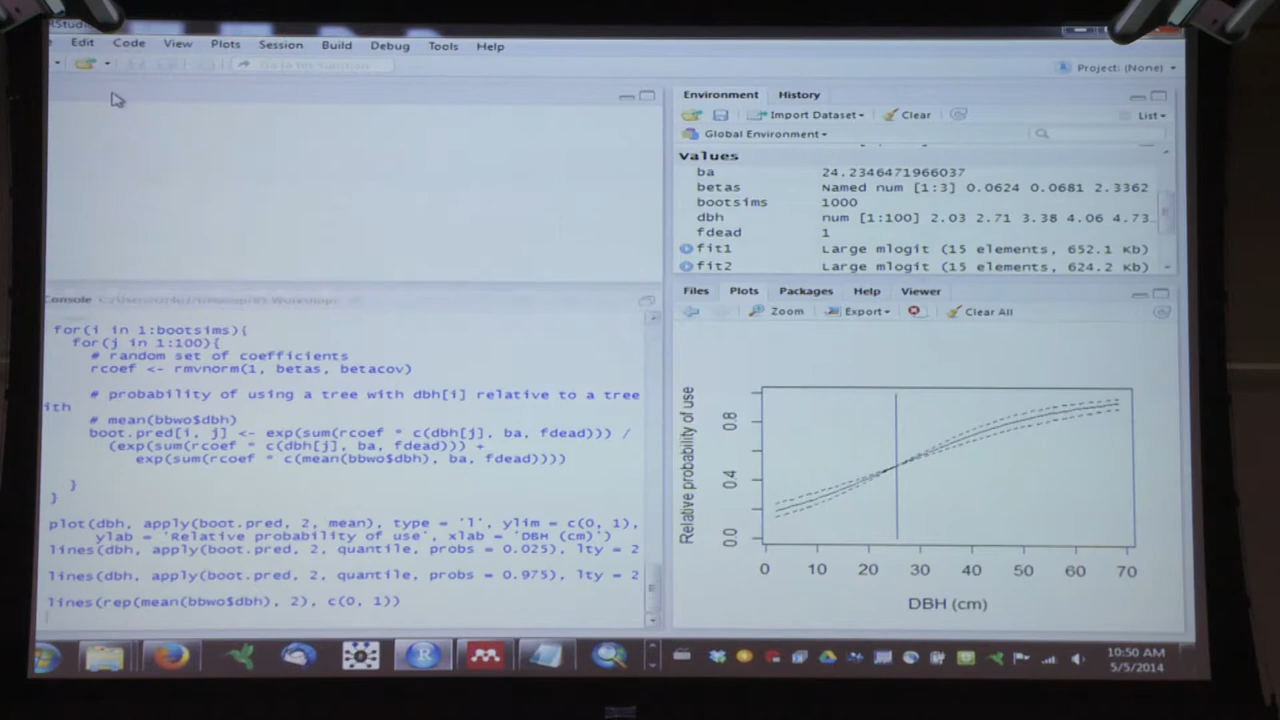 RStudio
Edit Code View Plots Session Build Debug Tools Help
Go to file/function
Project: (None)
Environment History
Import Dataset Clear List
Global Environment
values
ba 24.2346471966037
betas Named num [1:3] 0.0624 0.0681 2.3362
bootsims 1000
dbh num [1:100] 2.03 2.71 3.38 4.06 4.73...
fdead 1
fit1 Large mlogit (15 elements, 652.1 Kb)
fit2 Large mlogit (15 elements, 624.2 Kb)
Console
for(i in 1:bootsims){
for(j in 1:100){
# random set of coefficients
rcoef <- rmvnorm(1, betas, betacov)
# probability of using a tree with dbh[i] relative to a tree
ith
# mean(bbwo$dbh)
boot.pred[i, j] <- exp(sum(rcoef * c(dbh[j], ba, fdead))) /
(exp(sum(rcoef * c(dbh[j], ba, fdead))) +
exp(sum(rcoef * c(mean(bbwo$dbh), ba, fdead))))
}
}
plot(dbh, apply(boot.pred, 2, mean), type = 'l', ylim = c(0, 1),
ylab = 'Relative probability of use', xlab = 'DBH (cm)')
lines(dbh, apply(boot.pred, 2, quantile, probs = 0.025), lty = 2
lines(dbh, apply(boot.pred, 2, quantile, probs = 0.975), lty = 2
lines(rep(mean(bbwo$dbh), 2), c(0, 1))
Files Plots Packages Help Viewer
Zoom Export Clear All
Relative probability of use
0.8
0.4
0.0
0 10 20 30 40 50 60 70
DBH (cm)
R
10:50 AM
5/5/2014